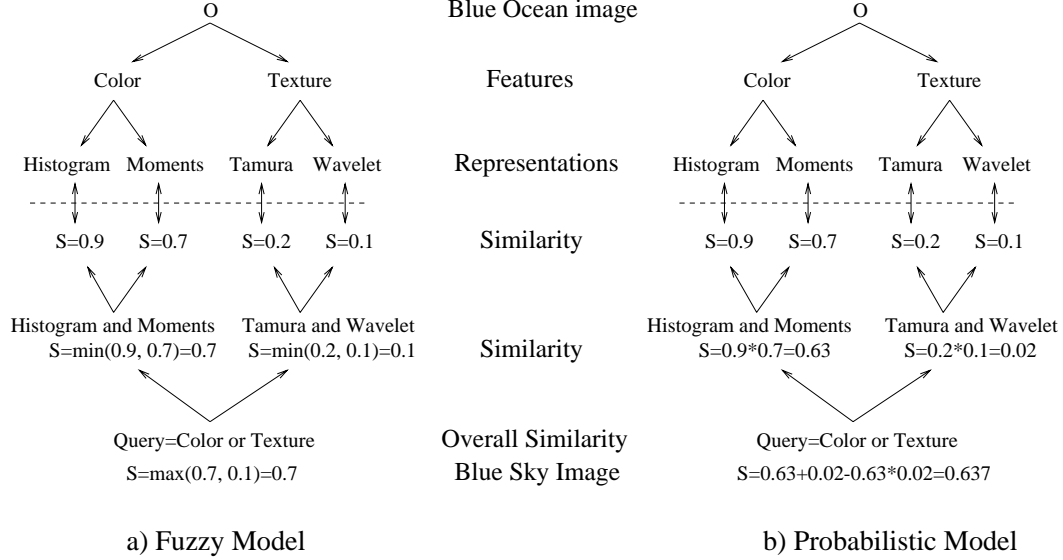 O Blue Ocean image O
Color Texture Features Color Texture
Histogram Moments Tamura Wavelet Representations Histogram Moments Tamura Wavelet
S=0.9 S=0.7 S=0.2 S=0.1 Similarity S=0.9 S=0.7 S=0.2 S=0.1
Histogram and Moments Tamura and Wavelet Histogram and Moments Tamura and Wavelet
S=min(0.9, 0.7)=0.7 S=min(0.2, 0.1)=0.1 Similarity S=0.9*0.7=0.63 S=0.2*0.1=0.02
Query=Color or Texture Overall Similarity Query=Color or Texture
S=max(0.7, 0.1)=0.7 Blue Sky Image S=0.63+0.02-0.63*0.02=0.637
a) Fuzzy Model b) Probabilistic Model